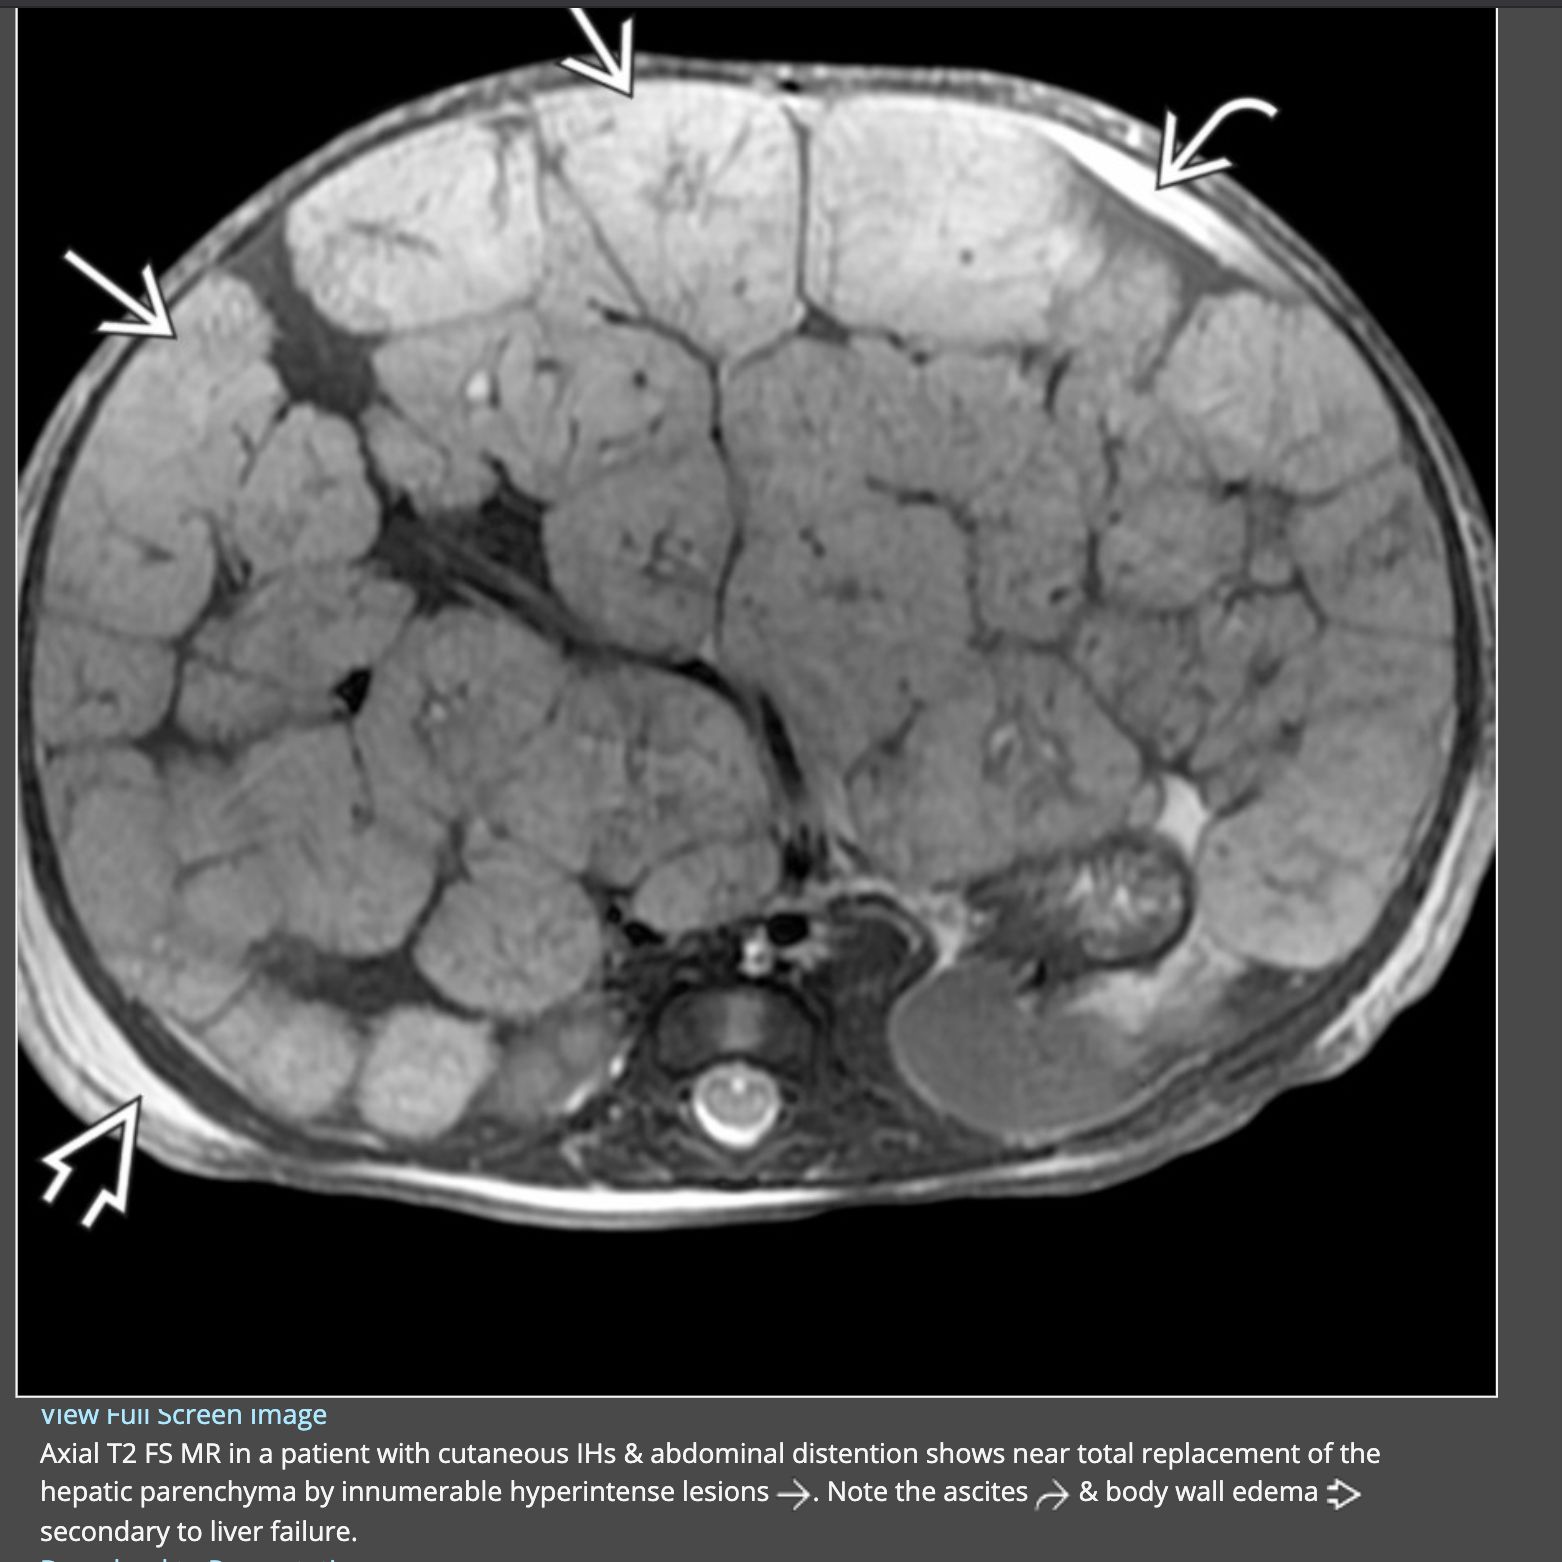 View Full Screen Image
Axial T2 FS MR in a patient with cutaneous IHs & abdominal distention shows near total replacement of the
hepatic parenchyma by innumerable hyperintense lesions →. Note the ascites & body wall edema
secondary to liver failure.